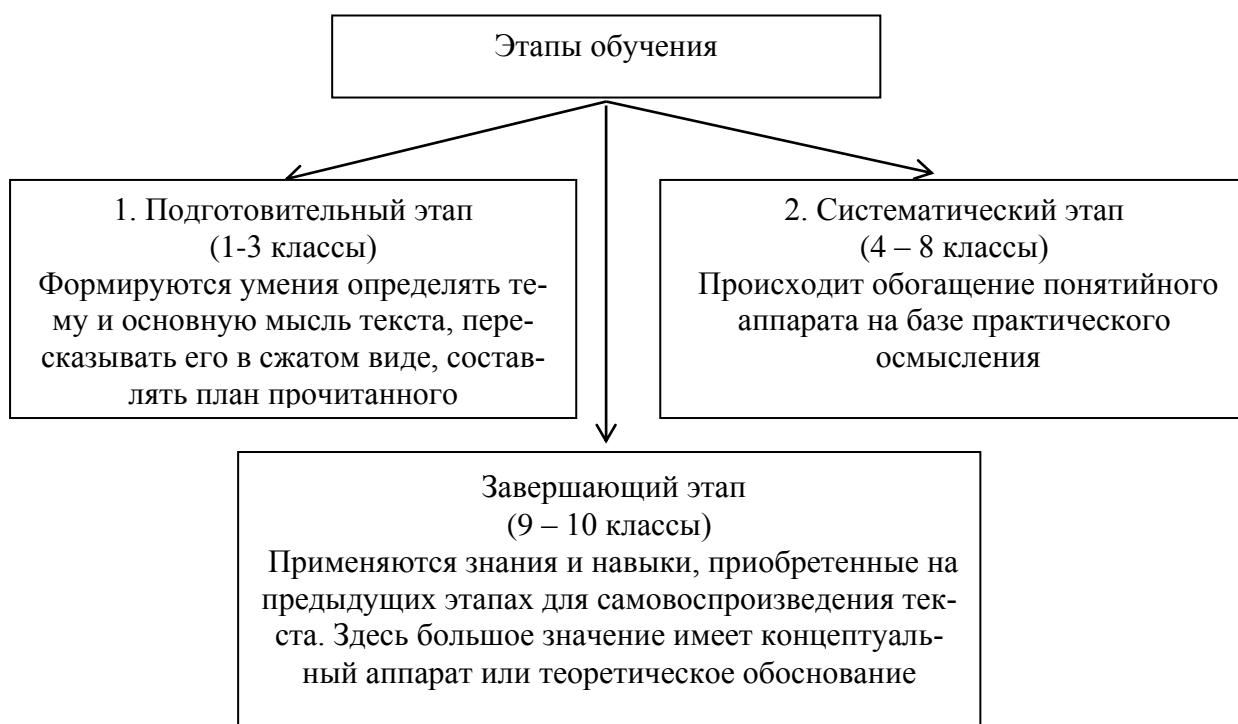 Этапы обучения
1. Подготовительный этап
(1-3 классы)
Формируются умения определять те-
му и основную мысль текста, пере-
сказывать его в сжатом виде, состав-
лять план прочитанного
2. Систематический этап
(4 – 8 классы)
Происходит обогащение понятийного
аппарата на базе практического
осмысления
Завершающий этап
(9 – 10 классы)
Применяются знания и навыки, приобретенные на
предыдущих этапах для самовоспроизведения тек-
ста. Здесь большое значение имеет концептуаль-
ный аппарат или теоретическое обоснование